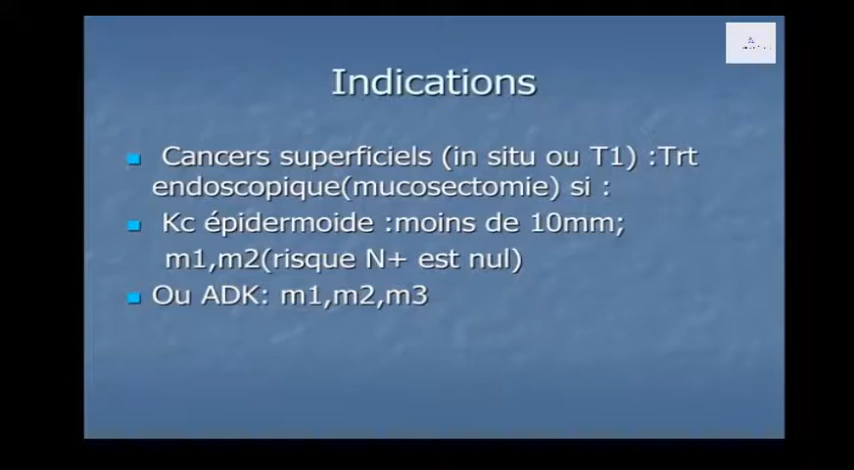 Indications
Cancers superficiels (in situ ou T1) :Trt
endoscopique(mucosectomie) si :
Kc épidermoide :moins de 10mm;
m1,m2(risque N+ est nul)
Ou ADK: m1,m2,m3